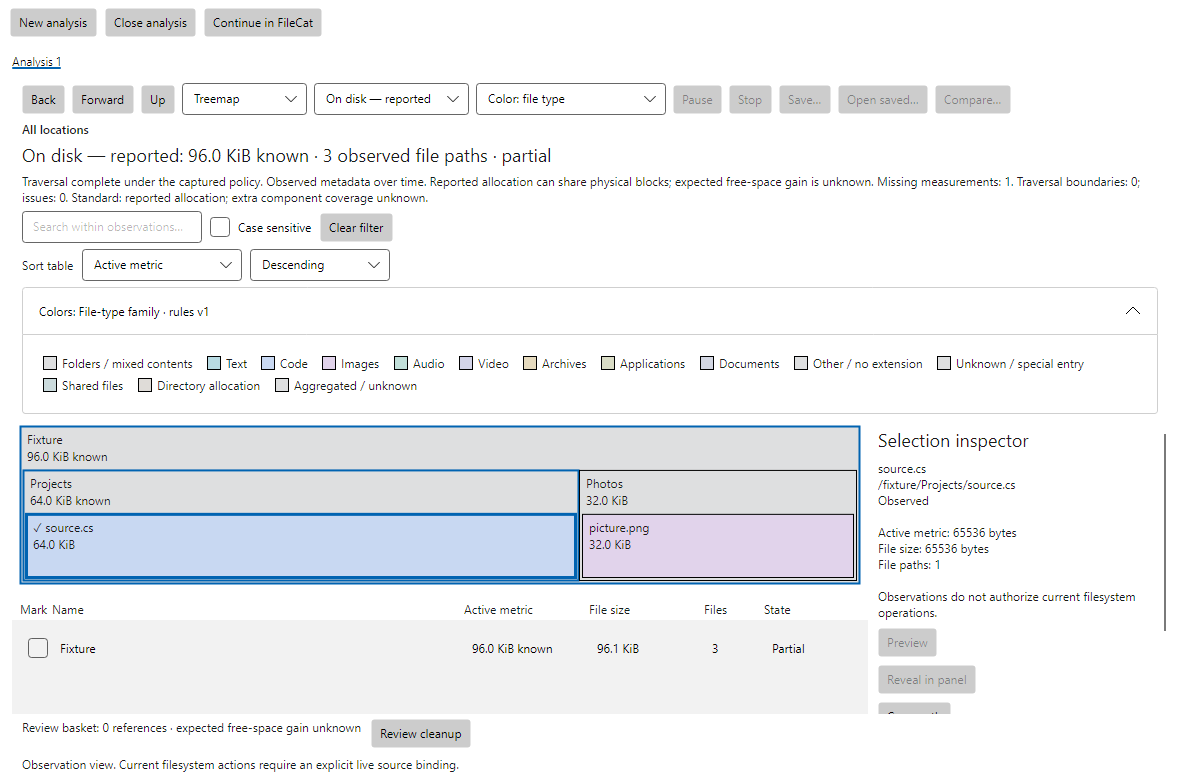 New analysis Close analysis Continue in FileCat
Analysis 1
Back Forward Up Treemap On disk — reported Color: file type Pause Stop Save... Open saved... Compare...
All locations
On disk — reported: 96.0 KiB known · 3 observed file paths · partial
Traversal complete under the captured policy. Observed metadata over time. Reported allocation can share physical blocks; expected free-space gain is unknown. Missing measurements: 1. Traversal boundaries: 0;
issues: 0. Standard: reported allocation; extra component coverage unknown.
Search within observations... Case sensitive Clear filter
Sort table Active metric Descending
Colors: File-type family · rules v1
Folders / mixed contents Text Code Images Audio Video Archives Applications Documents Other / no extension Unknown / special entry
Shared files Directory allocation Aggregated / unknown
Fixture
96.0 KiB known
Projects
64.0 KiB known
✓ source.cs
64.0 KiB
Photos
32.0 KiB
picture.png
32.0 KiB
Selection inspector
source.cs
/fixture/Projects/source.cs
Observed
Active metric: 65536 bytes
File size: 65536 bytes
File paths: 1
Observations do not authorize current filesystem
operations.
Preview
Reveal in panel
Mark Name Active metric File size Files State
Fixture 96.0 KiB known 96.1 KiB 3 Partial
Review basket: 0 references · expected free-space gain unknown Review cleanup
Observation view. Current filesystem actions require an explicit live source binding.